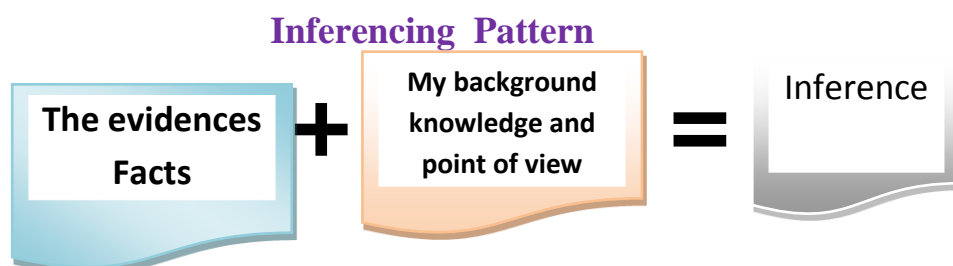 Inferencing Pattern
The evidences
Facts
+
My background
knowledge and
point of view
=
Inference